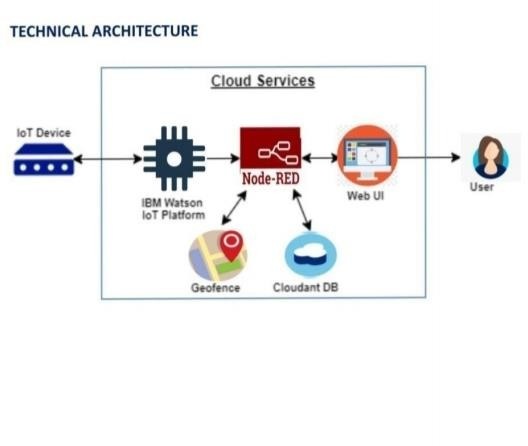 TECHNICAL ARCHITECTURE
Cloud Services
IoT Device
Node-RED
IBM Watson
IoT Platform
Web UI
User
Geofence
Cloudant DB